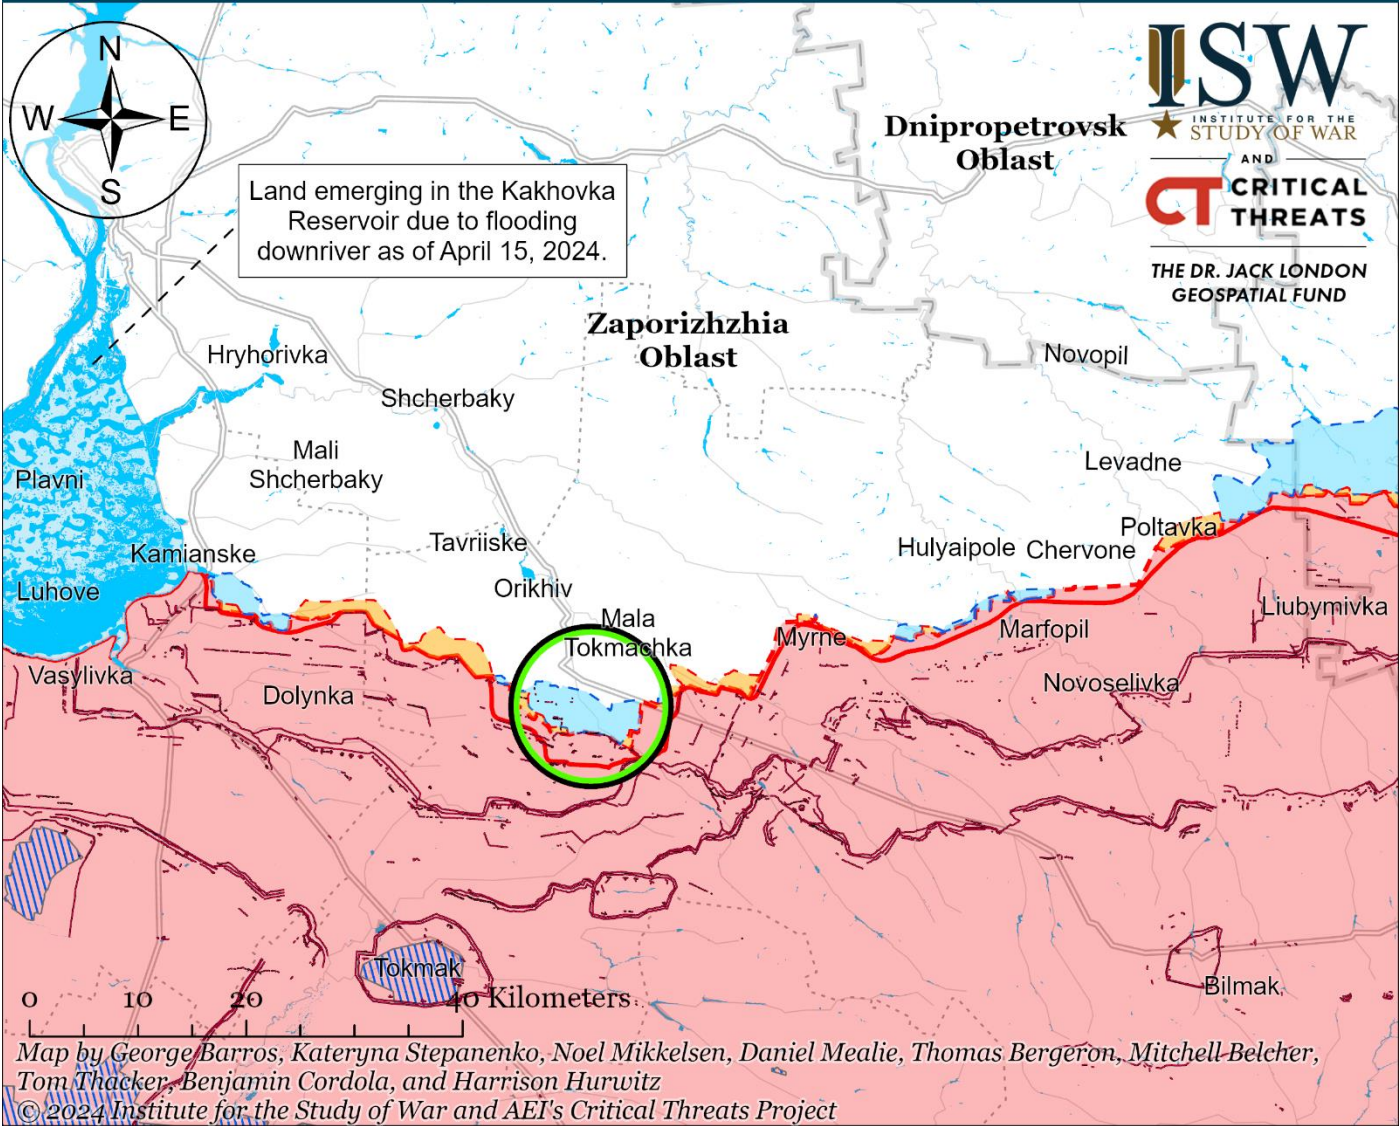 N
W
E
S
ISW
INSTITUTE FOR THE
STUDY OF WAR
AND
CT CRITICAL
THREATS
THE DR. JACK LONDON
GEOSPATIAL FUND
Dnipropetrovsk
Oblast
Land emerging in the Kakhovka
Reservoir due to flooding
downriver as of April 15, 2024.
Zaporizhzhia
Oblast
Hryhorivka
Novopil
Shcherbaky
Mali
Shcherbaky
Levadne
Plavni
Poltavka
Tavriiske
Hulyaipole
Chervone
Kamianske
Orikhiv
Luhove
Liubymivka
Mala
Tokmachka
Myrne
Marfopil
Vasylivka
Dolynka
Novoselivka
Tokmak
Bilmak
0 10 20 40 Kilometers
Map by George Barros, Kateryna Stepanenko, Noel Mikkelsen, Daniel Mealie, Thomas Bergeron, Mitchell Belcher,
Tom Thacker, Benjamin Cordola, and Harrison Hurwitz
© 2024 Institute for the Study of War and AEI's Critical Threats Project